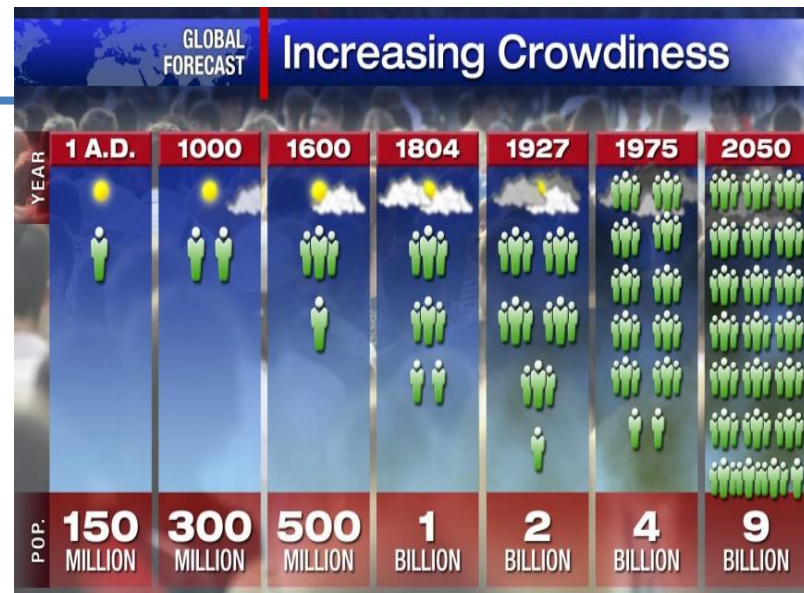 GLOBAL
FORECAST
Increasing Crowdiness
YEAR
1 A.D.
1000
1600
1804
1927
1975
2050
POP.
150
MILLION
300
MILLION
500
MILLION
1
BILLION
2
BILLION
4
BILLION
9
BILLION